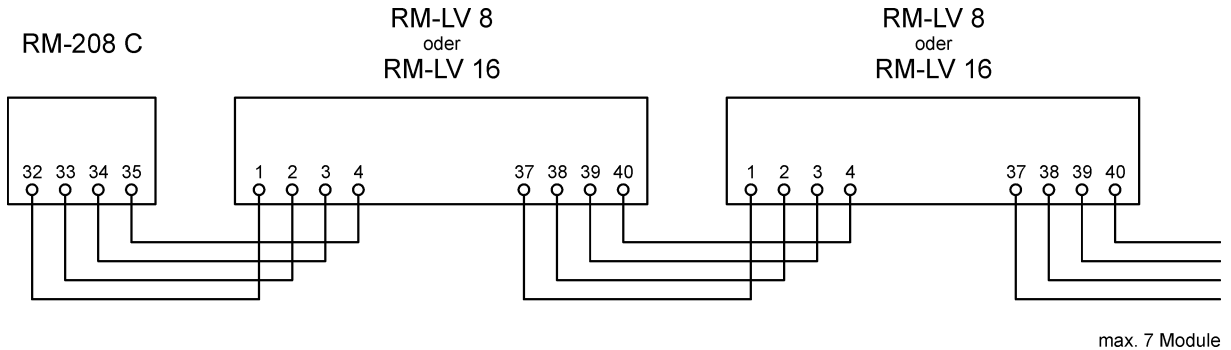 RM-208 C
RM-LV 8
oder
RM-LV 16
RM-LV 8
oder
RM-LV 16
32 33 34 35
1 2 3 4
37 38 39 40
1 2 3 4
37 38 39 40
max. 7 Module